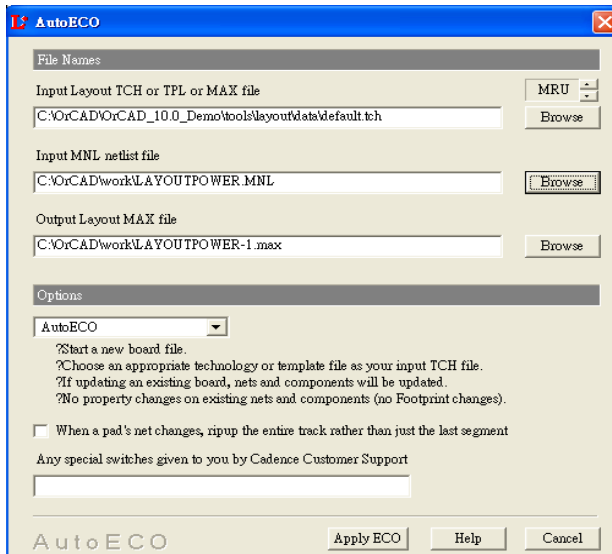 AutoECO
File Names
Input Layout TCH or TPL or MAX file
MRU
C:\OrCAD\OrCAD_10.0_Demo\tools\layout\data\default.tch
Browse
Input MNL netlist file
C:\OrCAD\work\LAYOUTPOWER.MNL
Browse
Output Layout MAX file
C:\OrCAD\work\LAYOUTPOWER-1.max
Browse
Options
AutoECO
?Start a new board file.
?Choose an appropriate technology or template file as your input TCH file.
?If updating an existing board, nets and components will be updated.
?No property changes on existing nets and components (no Footprint changes).
When a pad's net changes, ripup the entire track rather than just the last segment
Any special switches given to you by Cadence Customer Support
AutoECO
Apply ECO
Help
Cancel